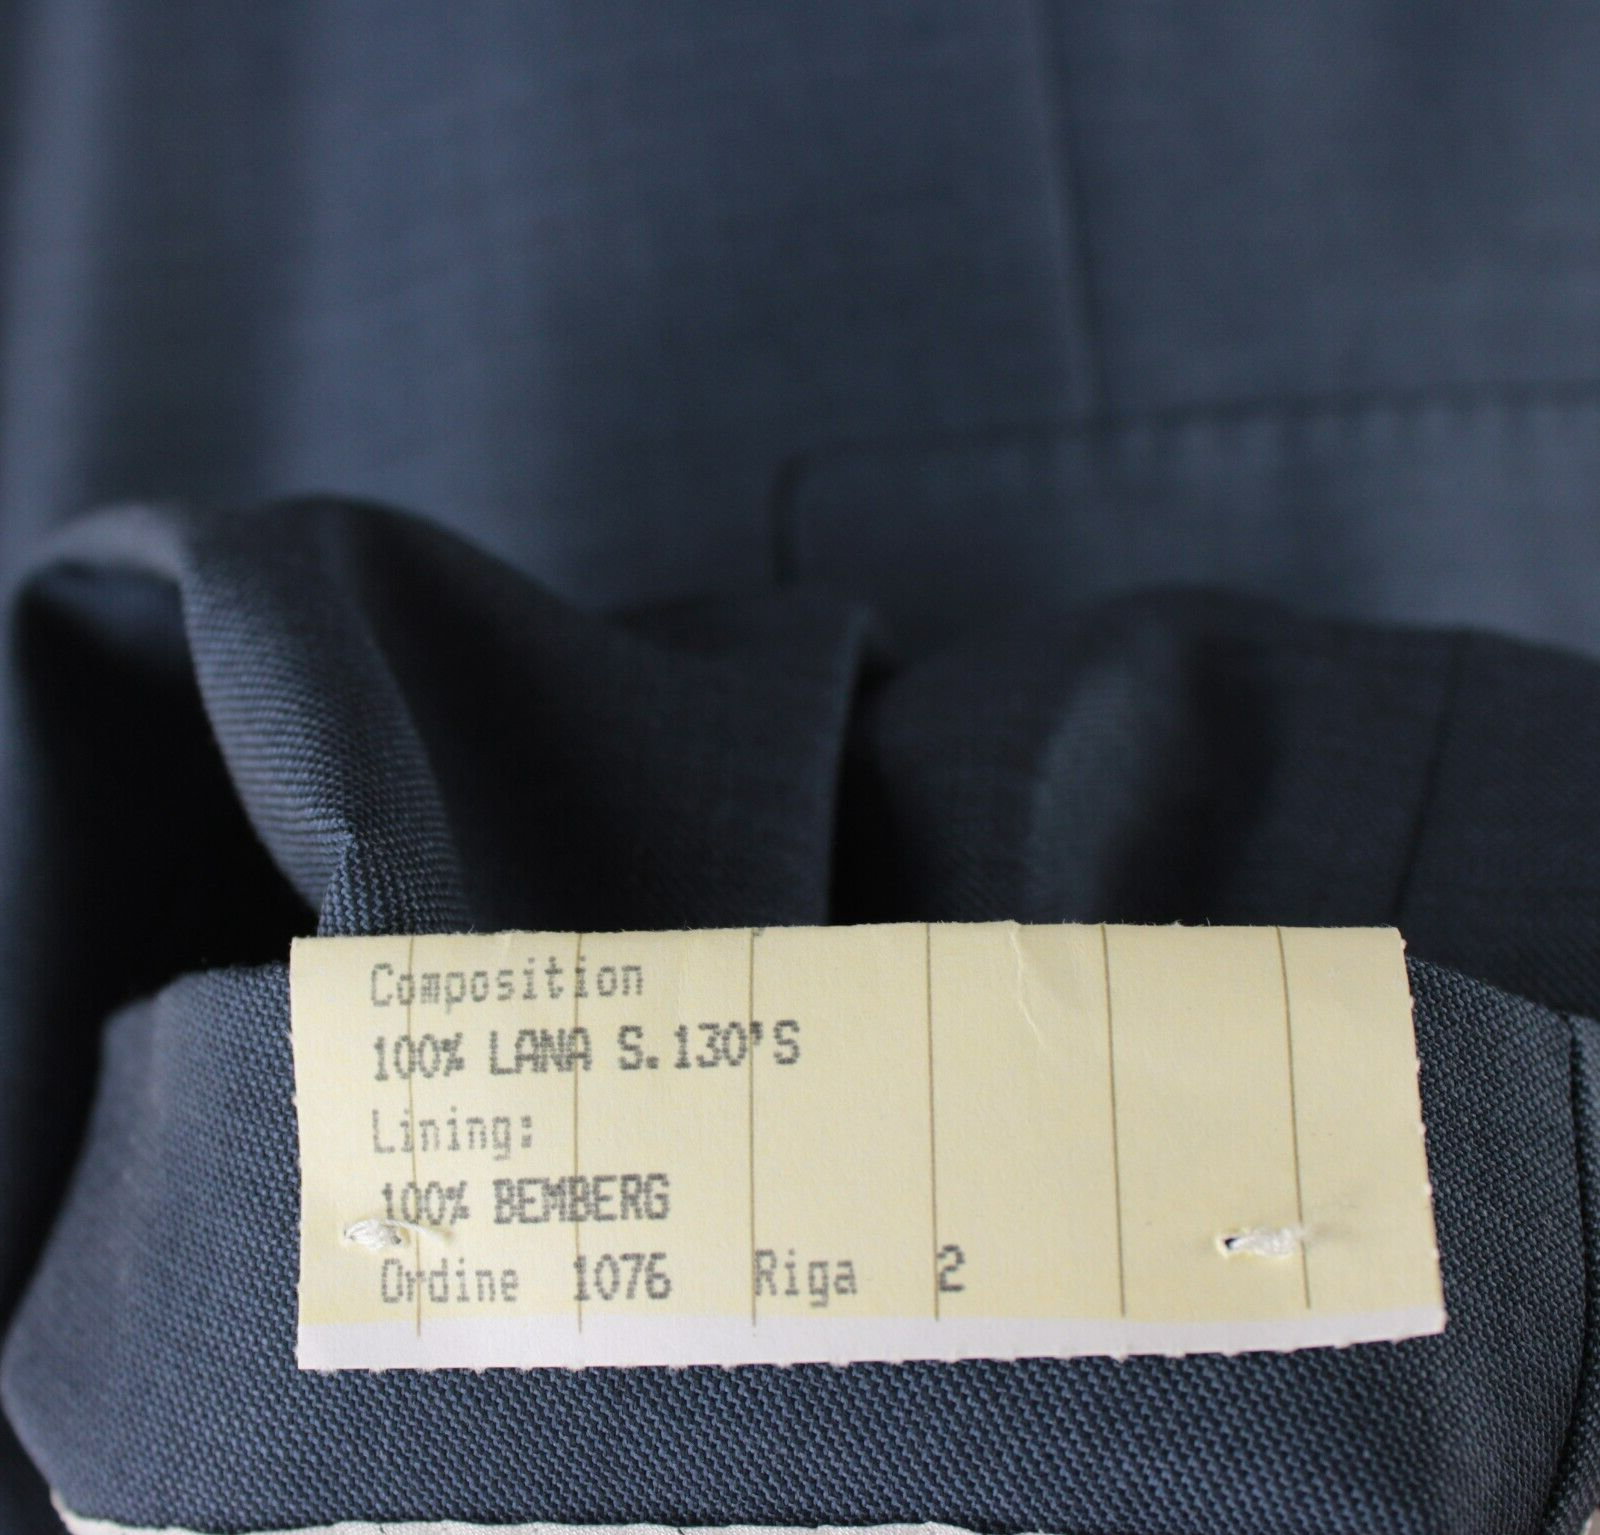 Composition
100% LANA S.130'S
Lining:
100% BEMBERG
Ordine 1076 Riga 2